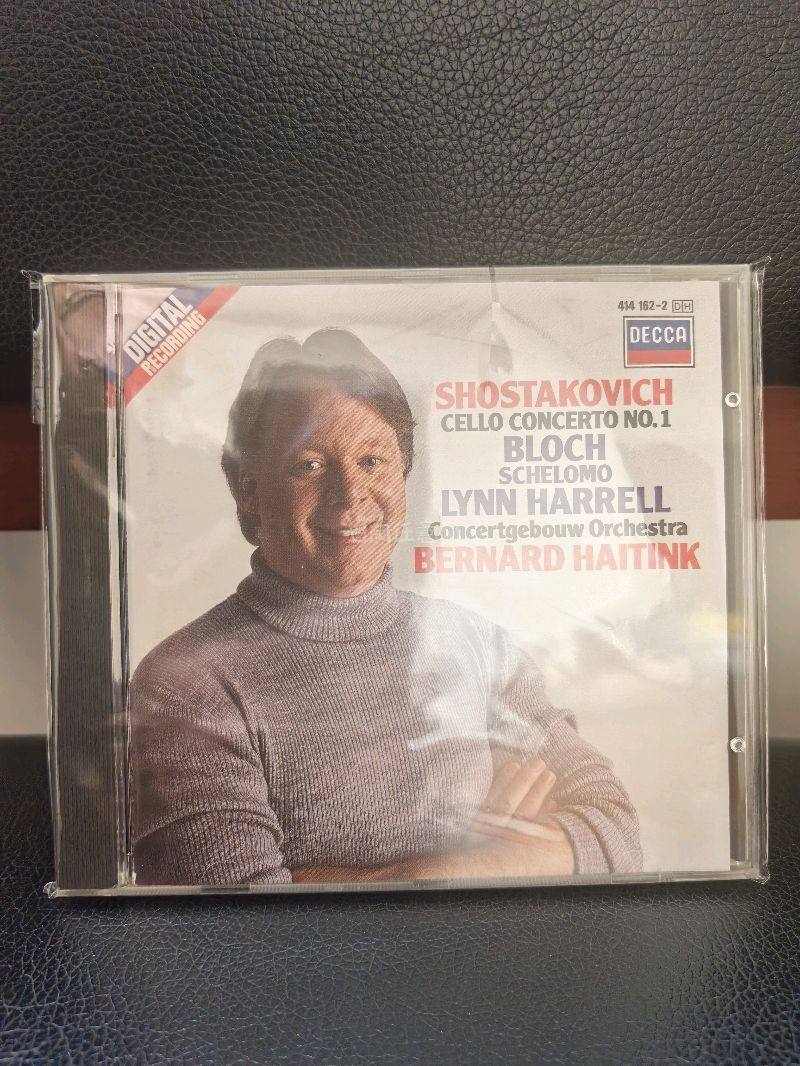 DIGITAL
RECORDING
414 162-2 DH
DECCA
SHOSTAKOVICH
CELLO CONCERTO NO.1
BLOCH
SCHELOMO
LYNN HARRELL
Concertgebouw Orchestra
BERNARD HAITINK